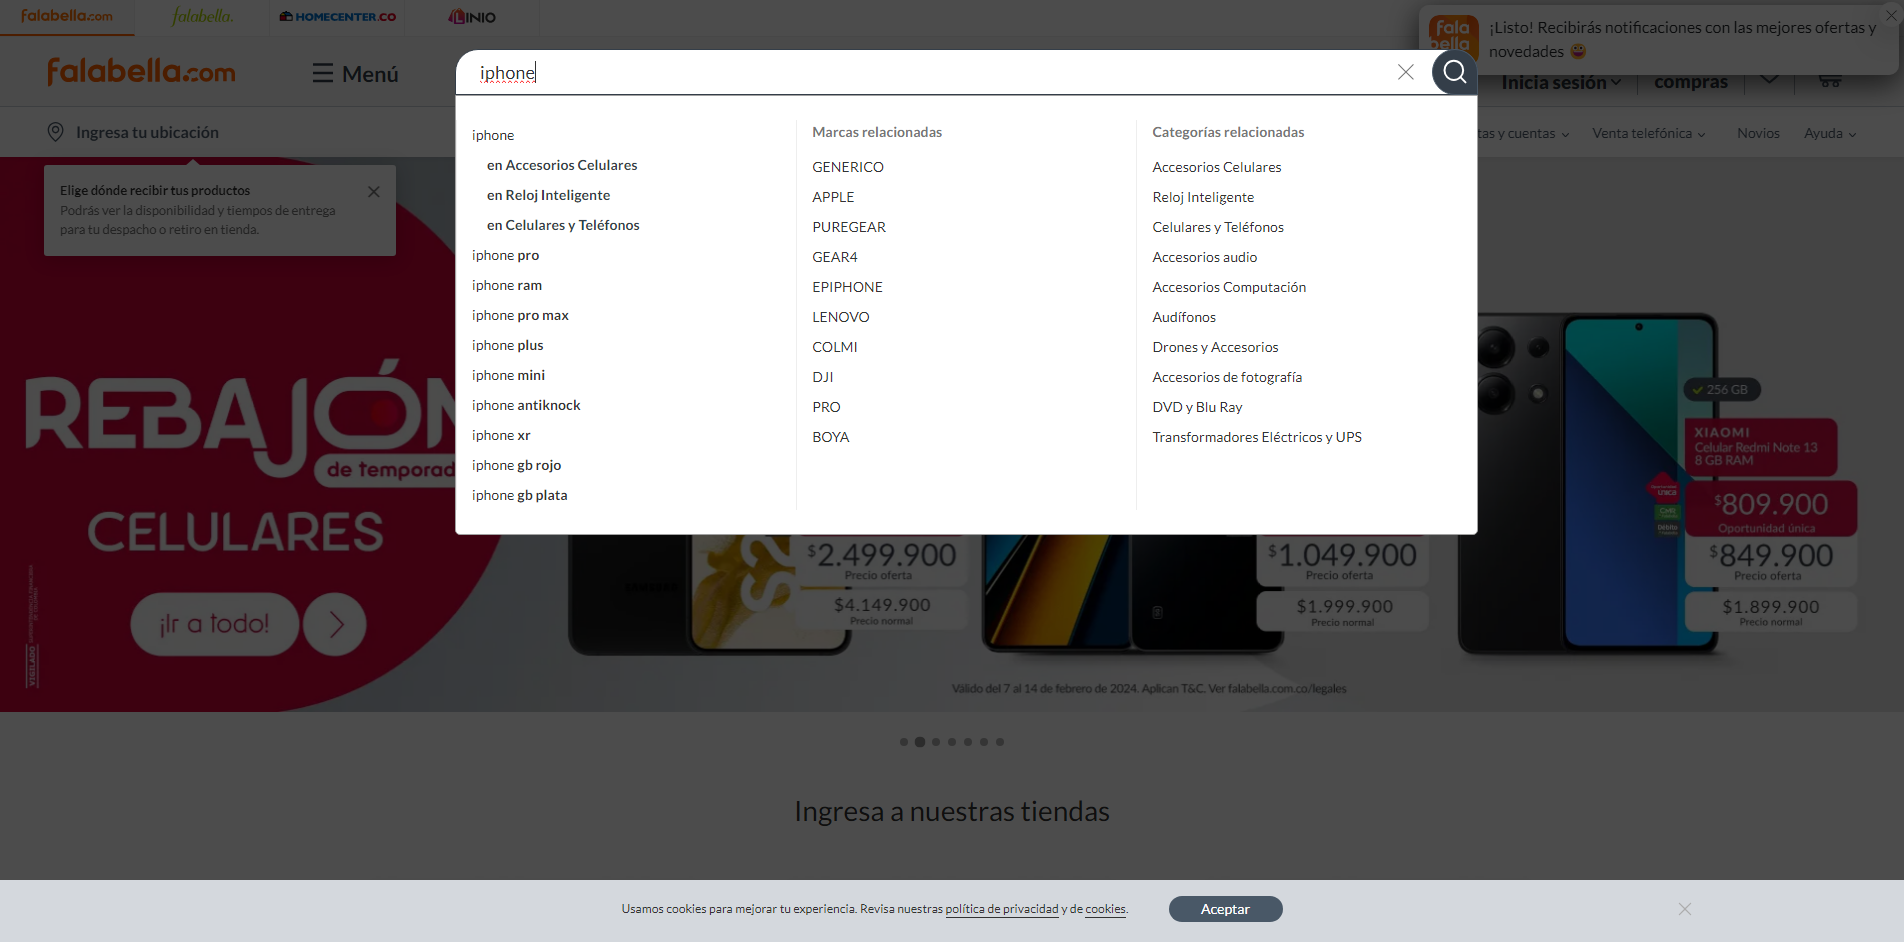 falabella.com
falabella.
HOMECENTER.CO
LINIO
¡Listo! Recibirás notificaciones con las mejores ofertas y
novedades
fala
bella
falabella.com
Menú
iphone
Inicia sesión
compras
Ingresa tu ubicación
tas y cuentas
Venta telefónica
Novios
Ayuda
Elige dónde recibir tus productos
Podrás ver la disponibilidad y tiempos de entrega
para tu despacho o retiro en tienda.
iphone
en Accesorios Celulares
en Reloj Inteligente
en Celulares y Teléfonos
iphone pro
iphone ram
iphone pro max
iphone plus
iphone mini
iphone antiknock
iphone xr
iphone gb rojo
iphone gb plata
Marcas relacionadas
GENERICO
APPLE
PUREGEAR
GEAR4
EPIPHONE
LENOVO
COLMI
DJI
PRO
BOYA
Categorías relacionadas
Accesorios Celulares
Reloj Inteligente
Celulares y Teléfonos
Accesorios audio
Accesorios Computación
Audífonos
Drones y Accesorios
Accesorios de fotografía
DVD y Blu Ray
Transformadores Eléctricos y UPS
REBAJÓN
de temporad
CELULARES
¡Ir a todo!
VIGILADO
SAMSUNG
S2
$2.499.900
Precio oferta
$4.149.900
Precio normal
$1.049.900
Precio oferta
$1.999.900
Precio normal
256 GB
XIAOMI
Celular Redmi Note 13
8 GB RAM
única
CMR
Débito
$809.900
Oportunidad única
$849.900
Precio oferta
$1.899.900
Precio normal
Válido del 7 al 14 de febrero de 2024. Aplican T&C. Ver falabella.com.co/legales
Ingresa a nuestras tiendas
Usamos cookies para mejorar tu experiencia. Revisa nuestras política de privacidad y de cookies.
Aceptar